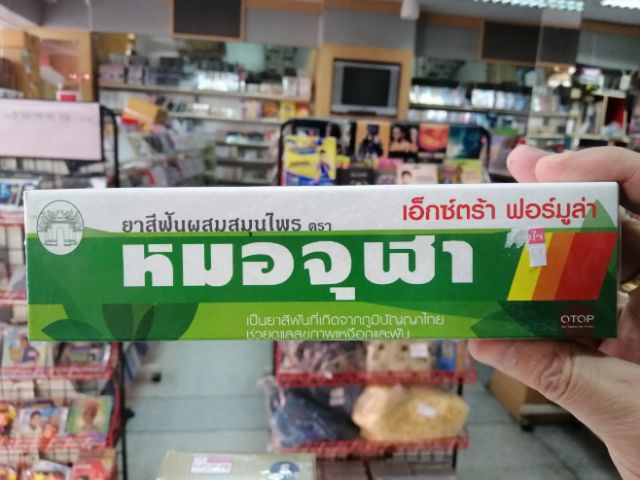 ยาสีฟันผสมสมุนไพร ตรา
เอ็กซ์ตร้า ฟอร์มูล่า
หมอจุฬา
เป็นยาสีฟันที่เกิดจากภูมิปัญญาไทย
ช่วยดูแลสุขภาพเหงือกและฟัน
OTOP